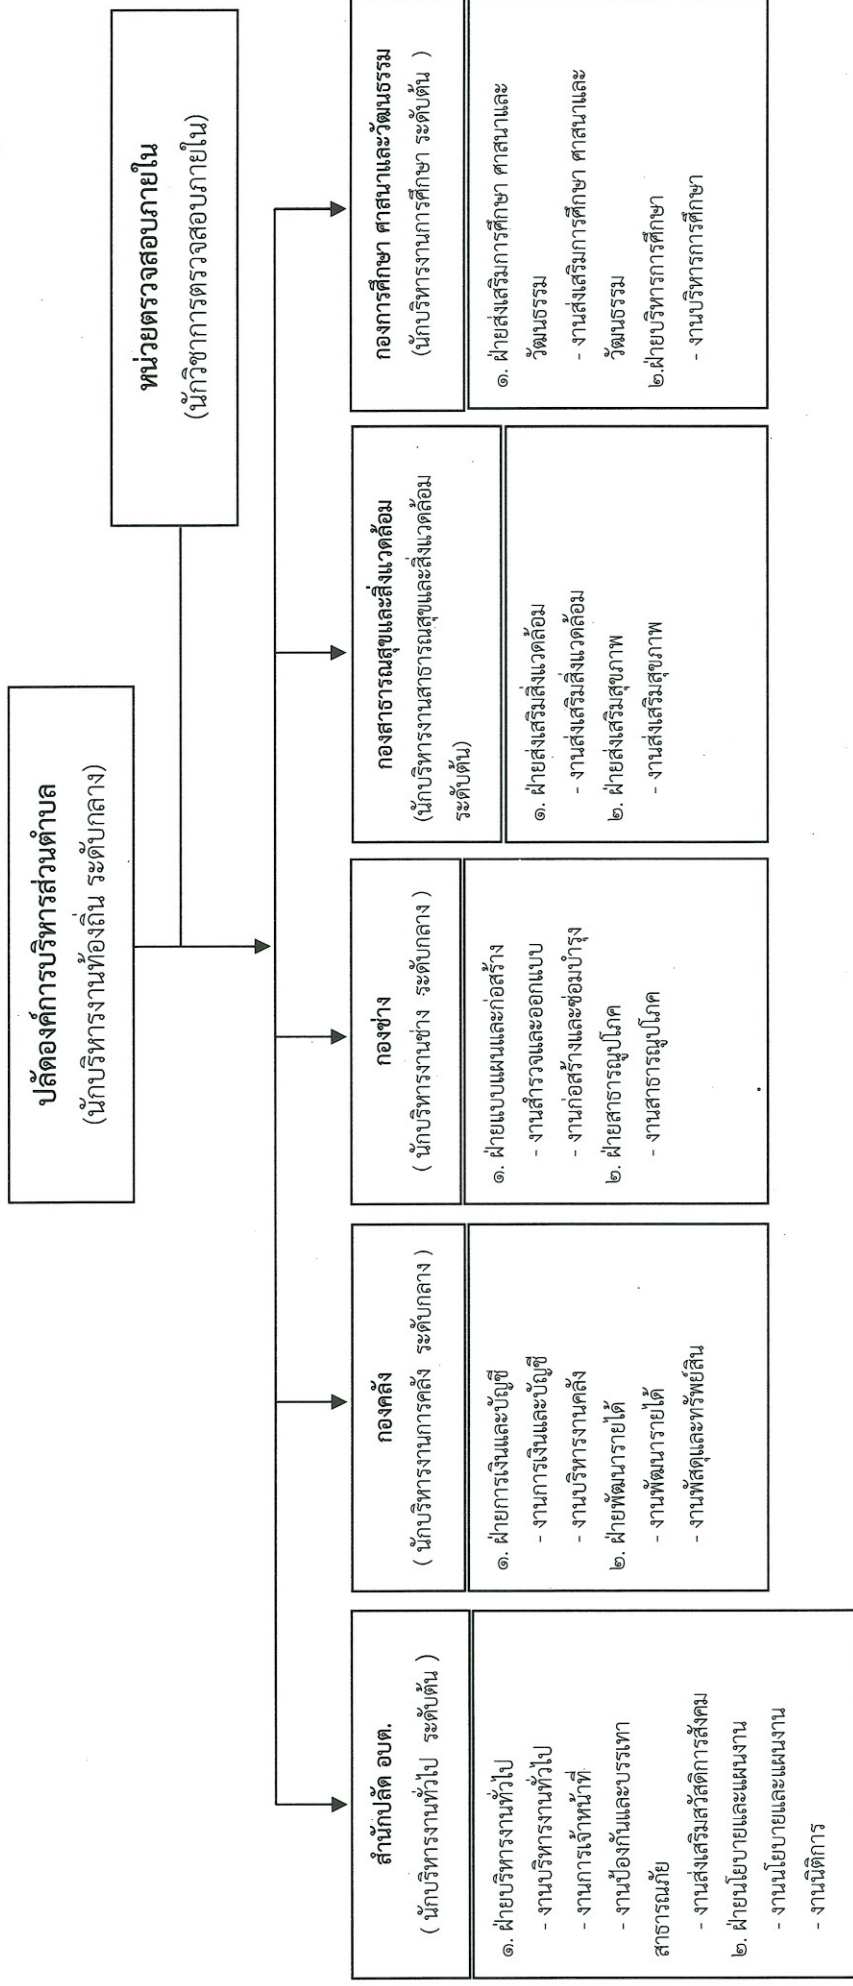 ปลัดองค์การบริหารส่วนตำบล
(นักบริหารงานท้องถิ่น ระดับกลาง)
หน่วยตรวจสอบภายใน
(นักวิชาการตรวจสอบภายใน)
สำนักปลัด อบต.
( นักบริหารงานทั่วไป ระดับต้น )
๑. ฝ่ายบริหารงานทั่วไป
- งานบริหารงานทั่วไป
- งานการเจ้าหน้าที่
- งานป้องกันและบรรเทา
สาธารณภัย
- งานส่งเสริมสวัสดิการสังคม
๒. ฝ่ายนโยบายและแผนงาน
- งานนโยบายและแผนงาน
- งานนิติการ
กองคลัง
( นักบริหารงานการคลัง ระดับกลาง )
๑. ฝ่ายการเงินและบัญชี
- งานการเงินและบัญชี
- งานบริหารงานคลัง
๒. ฝ่ายพัฒนารายได้
- งานพัฒนารายได้
- งานพัสดุและทรัพย์สิน
กองช่าง
( นักบริหารงานช่าง ระดับกลาง )
๑. ฝ่ายแบบแผนและก่อสร้าง
- งานสำรวจและออกแบบ
- งานก่อสร้างและซ่อมบำรุง
๒. ฝ่ายสาธารณูปโภค
- งานสาธารณูปโภค
กองสาธารณสุขและสิ่งแวดล้อม
(นักบริหารงานสาธารณสุขและสิ่งแวดล้อม
ระดับต้น)
๑. ฝ่ายส่งเสริมสิ่งแวดล้อม
- งานส่งเสริมสิ่งแวดล้อม
๒. ฝ่ายส่งเสริมสุขภาพ
- งานส่งเสริมสุขภาพ
กองการศึกษา ศาสนาและวัฒนธรรม
(นักบริหารงานการศึกษา ระดับต้น )
๑. ฝ่ายส่งเสริมการศึกษา ศาสนาและ
วัฒนธรรม
- งานส่งเสริมการศึกษา ศาสนาและ
วัฒนธรรม
๒.ฝ่ายบริหารการศึกษา
- งานบริหารการศึกษา